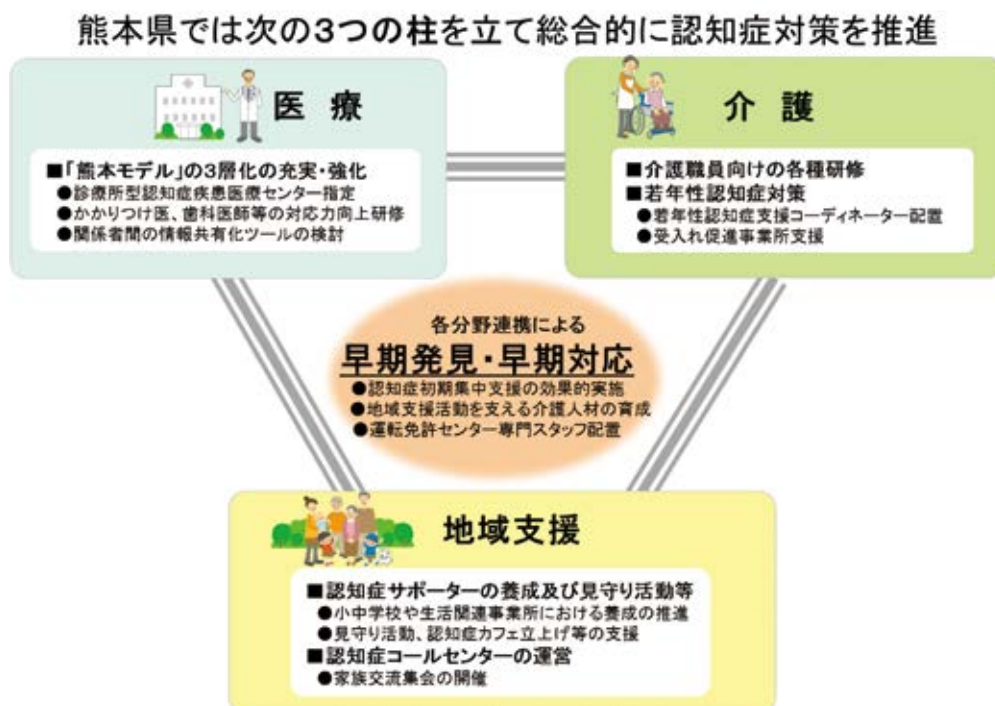 熊本県では次の3つの柱を立て総合的に認知症対策を推進
医 療
■「熊本モデル」の3層化の充実・強化
●診療所型認知症疾患医療センター指定
●かかりつけ医、歯科医師等の対応力向上研修
●関係者間の情報共有化ツールの検討
介 護
■介護職員向けの各種研修
■若年性認知症対策
●若年性認知症支援コーディネーター配置
●受入れ促進事業所支援
各分野連携による
早期発見・早期対応
●認知症初期集中支援の効果的実施
●地域支援活動を支える介護人材の育成
●運転免許センター専門スタッフ配置
地域支援
■認知症サポーターの養成及び見守り活動等
●小中学校や生活関連事業所における養成の推進
●見守り活動、認知症カフェ立上げ等の支援
■認知症コールセンターの運営
●家族交流集会の開催